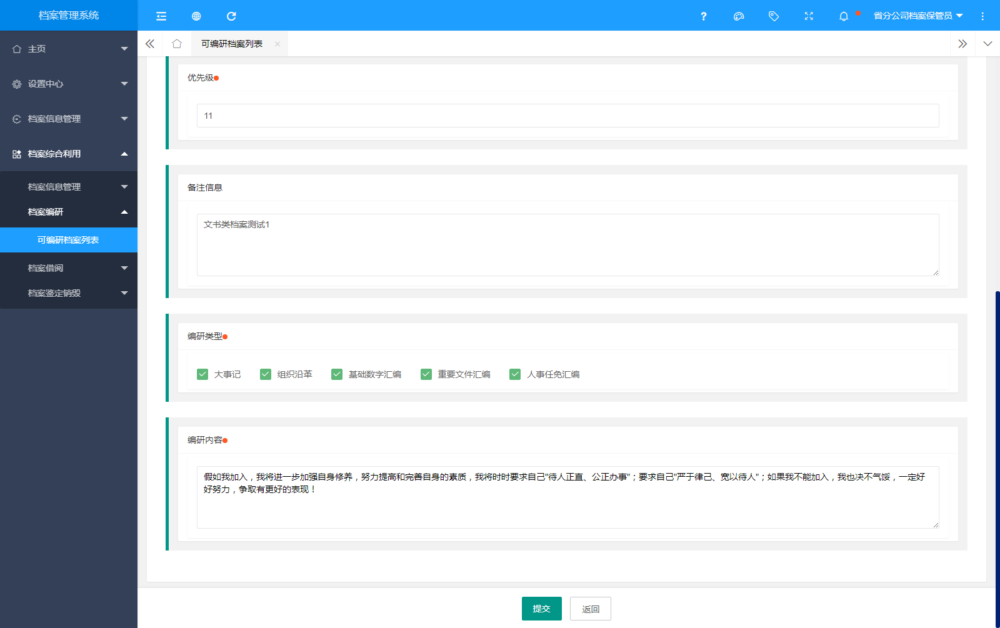 档案管理系统
省分公司档案保管员
主页
可编研档案列表
设置中心
档案信息管理
档案综合利用
档案信息管理
档案编研
可编研档案列表
档案借阅
档案鉴定销毁
优先级
11
备注信息
文书类档案测试1
编研类型
大事记 组织沿革 基础数字汇编 重要文件汇编 人事任免汇编
编研内容
假如我加入，我将进一步加强自身修养，努力提高和完善自身的素质，我将时时要求自己"待人正直、公正办事"；要求自己"严于律己、宽以待人"；如果我不能加入，我也决不气馁，一定好
好努力，争取有更好的表现！
提交 返回